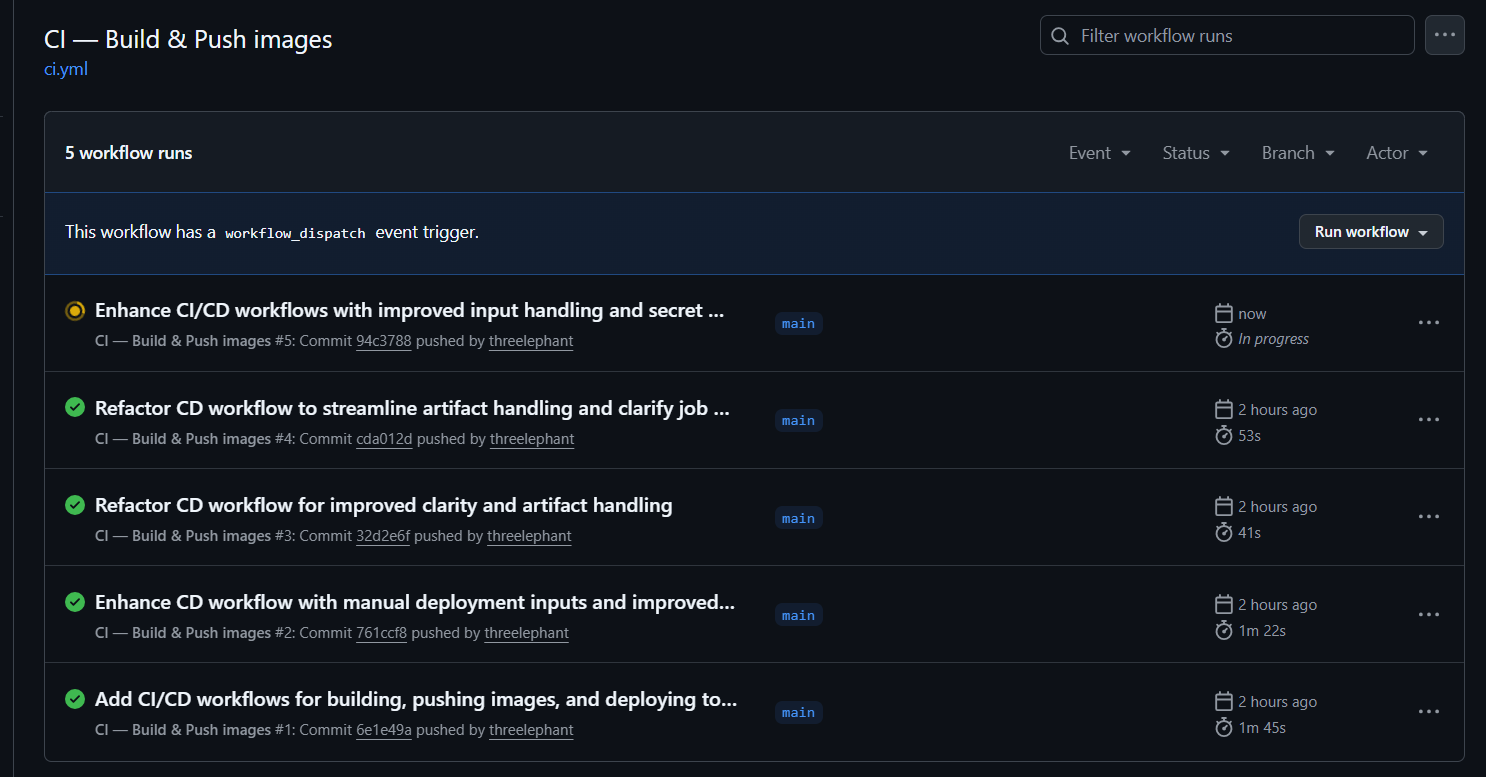 CI — Build & Push images
ci.yml
Filter workflow runs
5 workflow runs
Event
Status
Branch
Actor
This workflow has a workflow_dispatch event trigger.
Run workflow
Enhance CI/CD workflows with improved input handling and secret ...
CI — Build & Push images #5: Commit 94c3788 pushed by threelephant
main
now
In progress
Refactor CD workflow to streamline artifact handling and clarify job ...
CI — Build & Push images #4: Commit cda012d pushed by threelephant
main
2 hours ago
53s
Refactor CD workflow for improved clarity and artifact handling
CI — Build & Push images #3: Commit 32d2e6f pushed by threelephant
main
2 hours ago
41s
Enhance CD workflow with manual deployment inputs and improved...
CI — Build & Push images #2: Commit 761ccf8 pushed by threelephant
main
2 hours ago
1m 22s
Add CI/CD workflows for building, pushing images, and deploying to...
CI — Build & Push images #1: Commit 6e1e49a pushed by threelephant
main
2 hours ago
1m 45s